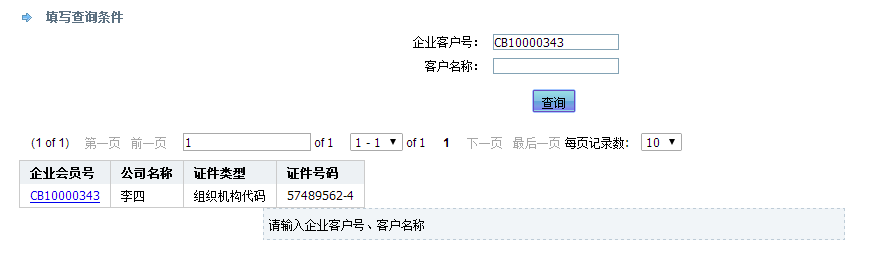 填写查询条件
企业客户号： CB10000343
客户名称：
查询
(1 of 1) 第一页 前一页 1 of 1 1 - 1 of 1 1 下一页 最后一页 每页记录数： 10
企业会员号 公司名称 证件类型 证件号码
CB10000343 李四 组织机构代码 57489562-4
请输入企业客户号、客户名称